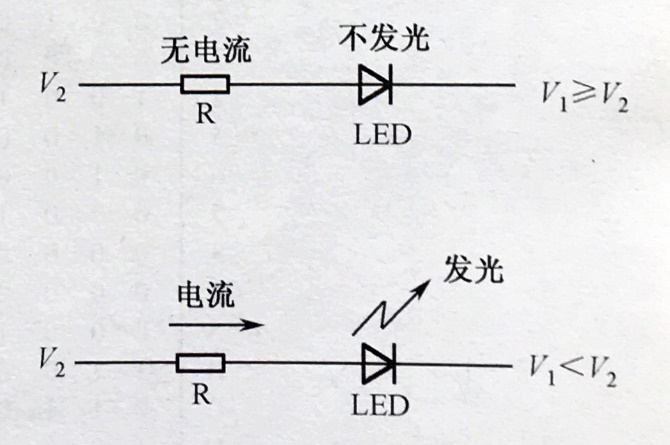 无电流 不发光
V₂ V₁≥V₂
R LED
电流 发光
V₂ V₁<V₂
R LED